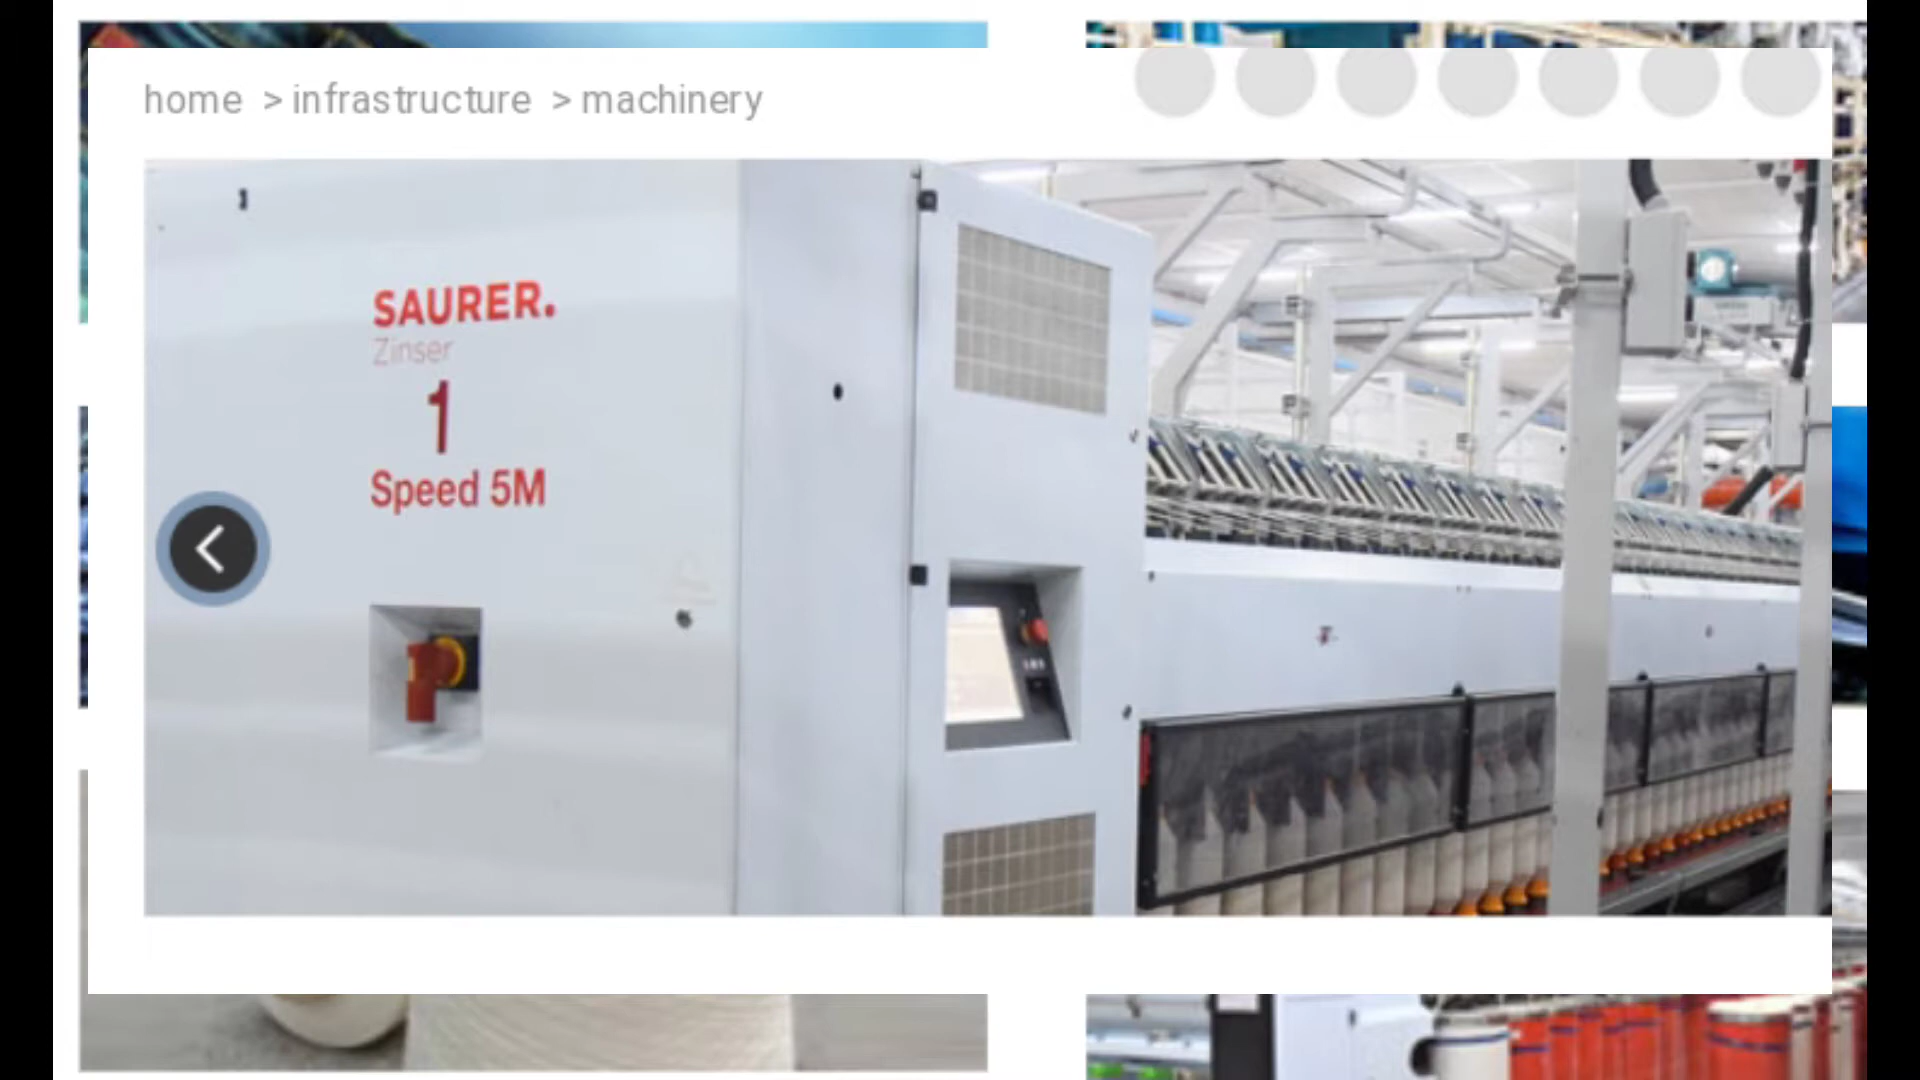 home > infrastructure > machinery
SAURER.
Zinser
1
Speed 5M